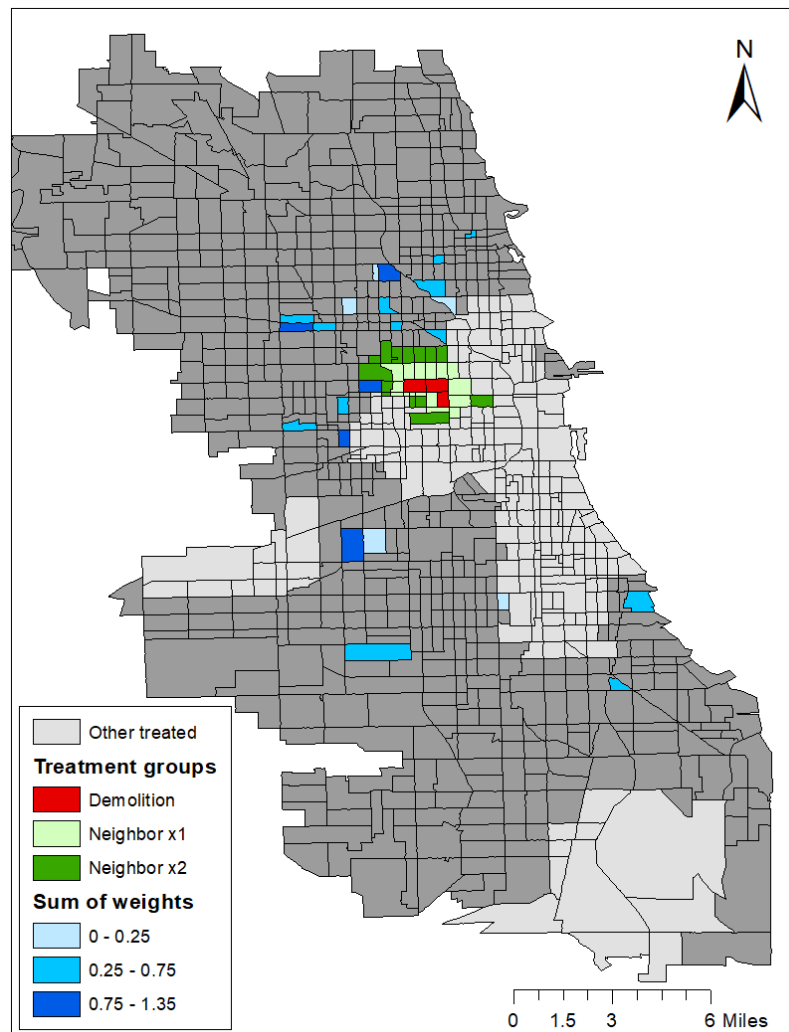 N
Other treated
Treatment groups
Demolition
Neighbor x1
Neighbor x2
Sum of weights
0 - 0.25
0.25 - 0.75
0.75 - 1.35
0 1.5 3 6 Miles